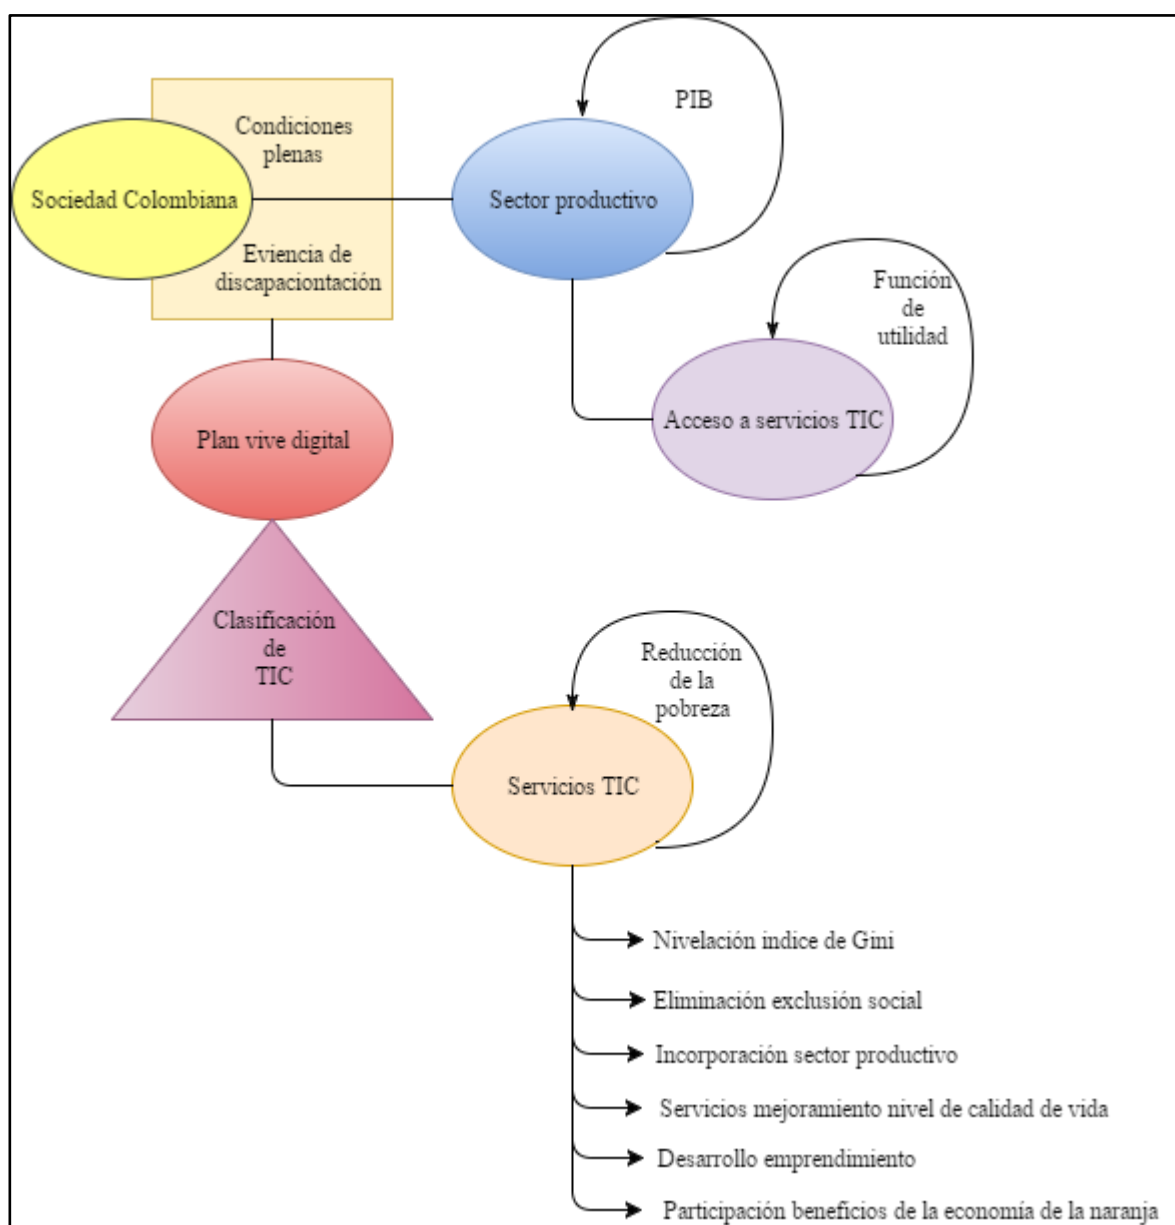 PIB
Condiciones
plenas
Sociedad Colombiana
Sector productivo
Eviencia de
discapaciontación
Función
de
utilidad
Acceso a servicios TIC
Plan vive digital
Clasificación
de
TIC
Reducción
de la
pobreza
Servicios TIC
Nivelación indice de Gini
Eliminación exclusión social
Incorporación sector productivo
Servicios mejoramiento nivel de calidad de vida
Desarrollo emprendimiento
Participación beneficios de la economía de la naranja